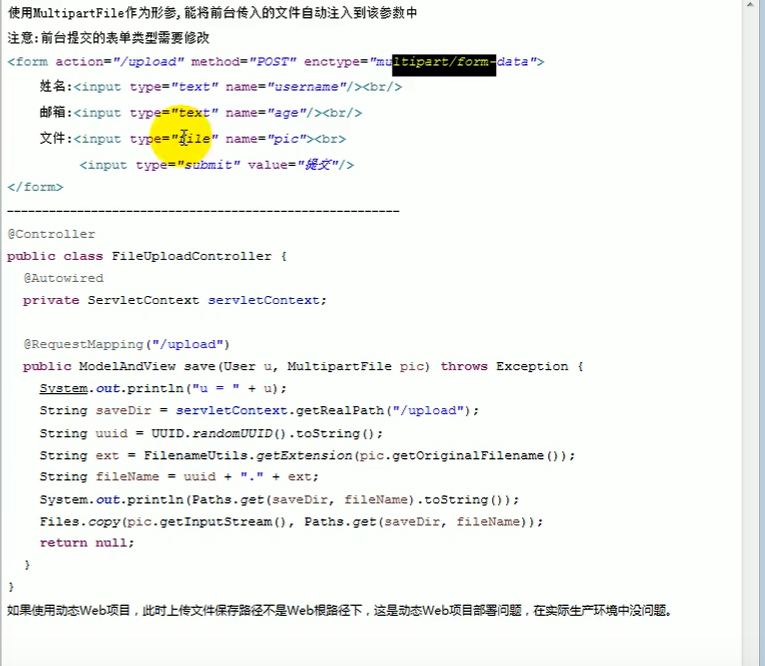 使用MultipartFile作为形参,能将前台传入的文件自动注入到该参数中
注意:前台提交的表单类型需要修改
<form action="/upload" method="POST" enctype="multipart/form-data">
姓名:<input type="text" name="username"/><br/>
邮箱:<input type="text" name="age"/><br/>
文件:<input type="file" name="pic"><br>
<input type="submit" value="提交"/>
</form>
--------------------------------------------------------
@Controller
public class FileUploadController {
@Autowired
private ServletContext servletContext;
@RequestMapping("/upload")
public ModelAndView save(User u, MultipartFile pic) throws Exception {
System.out.println("u = " + u);
String saveDir = servletContext.getRealPath("/upload");
String uuid = UUID.randomUUID().toString();
String ext = FilenameUtils.getExtension(pic.getOriginalFilename());
String fileName = uuid + "." + ext;
System.out.println(Paths.get(saveDir, fileName).toString());
Files.copy(pic.getInputStream(), Paths.get(saveDir, fileName));
return null;
}
}
如果使用动态Web项目，此时上传文件保存路径不是Web根路径下，这是动态Web项目部署问题，在实际生产环境中没问题。